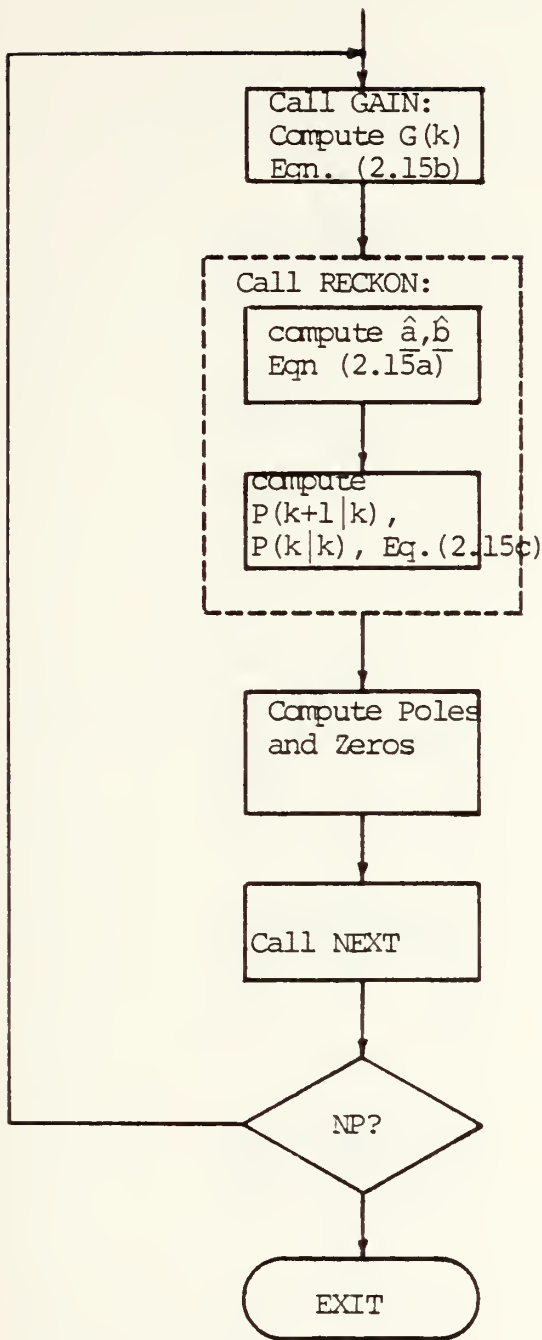 Call GAIN:
Compute G(k)
Eqn. (2.15b)
Call RECKON:
compute â,b̂
Eqn (2.15a)
compute
P(k+1|k),
P(k|k), Eq.(2.15c)
Compute Poles
and Zeros
Call NEXT
NP?
EXIT